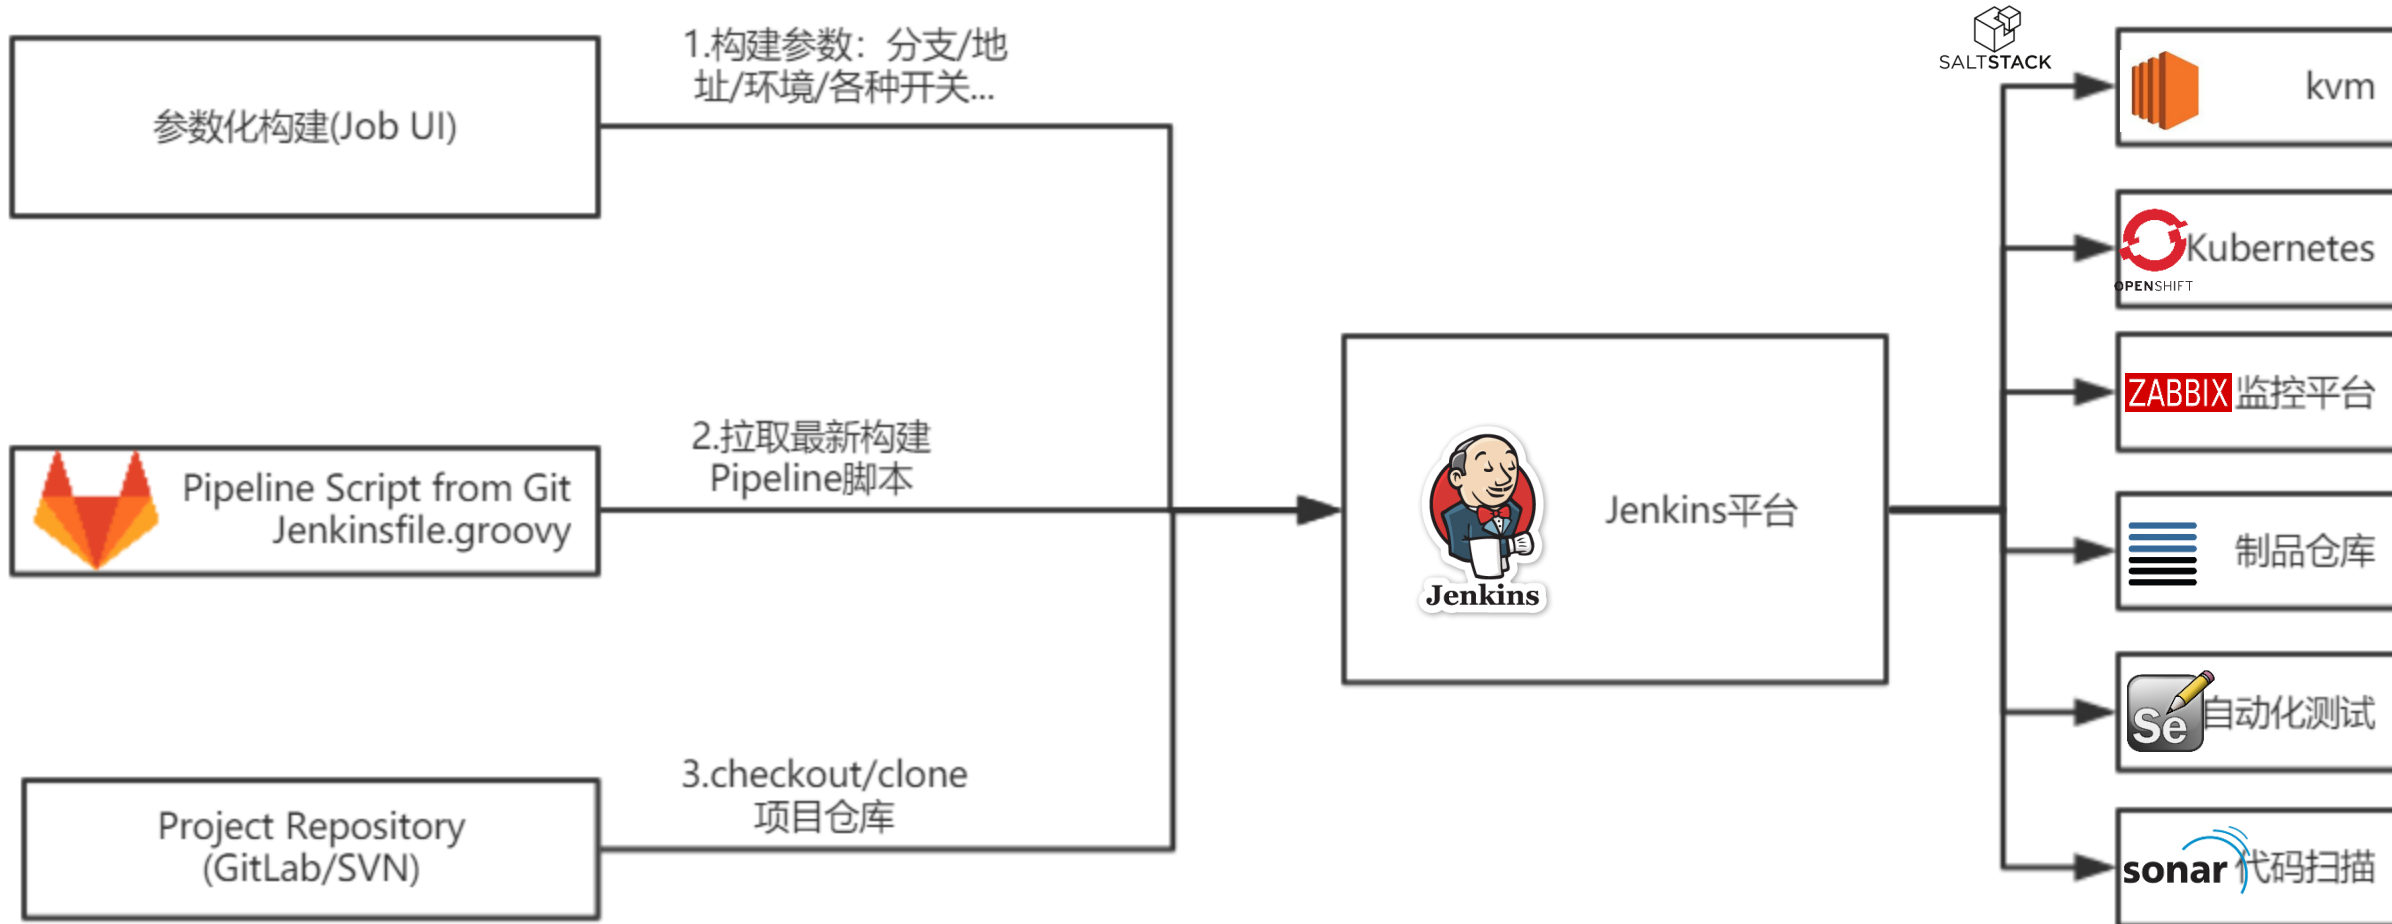 参数化构建(Job UI)
1.构建参数：分支/地
址/环境/各种开关...
Pipeline Script from Git
Jenkinsfile.groovy
2.拉取最新构建
Pipeline脚本
Project Repository
(GitLab/SVN)
3.checkout/clone
项目仓库
Jenkins
Jenkins平台
SALTSTACK
kvm
Kubernetes
OPENSHIFT
ZABBIX 监控平台
制品仓库
Se 自动化测试
sonar 代码扫描